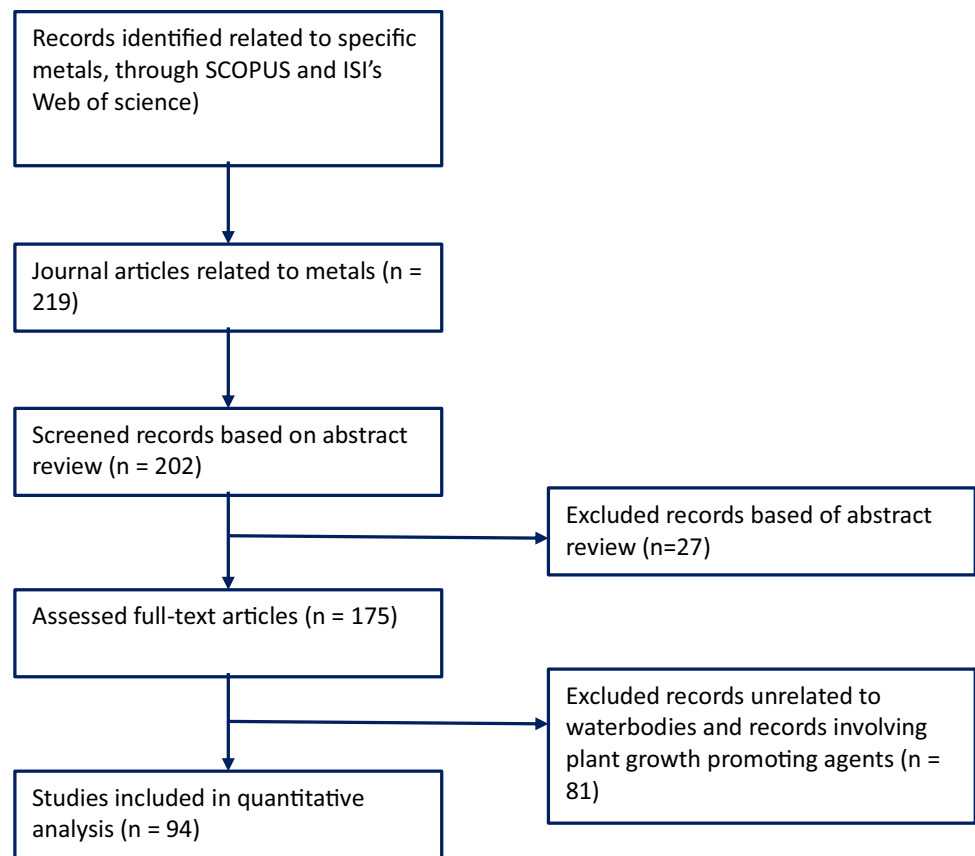 Records identified related to specific
metals, through SCOPUS and ISI's
Web of science)
Journal articles related to metals (n =
219)
Screened records based on abstract
review (n = 202)
Excluded records based of abstract
review (n=27)
Assessed full-text articles (n = 175)
Excluded records unrelated to
waterbodies and records involving
plant growth promoting agents (n =
81)
Studies included in quantitative
analysis (n = 94)